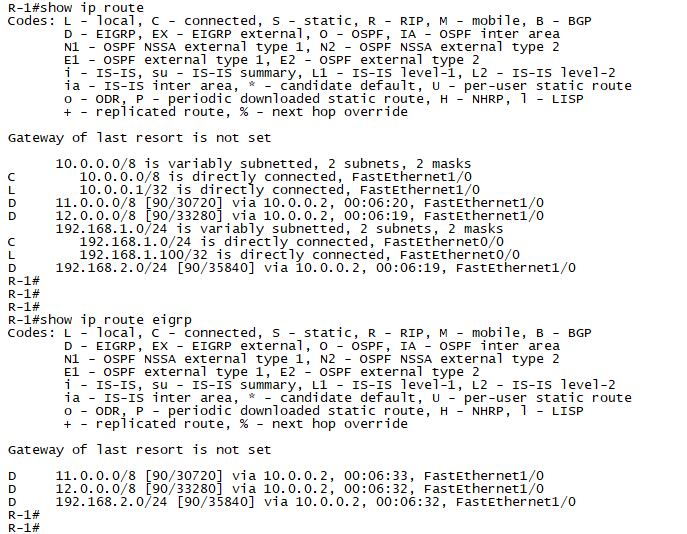 R-1#show ip route
Codes: L - local, C - connected, S - static, R - RIP, M - mobile, B - BGP
       D - EIGRP, EX - EIGRP external, O - OSPF, IA - OSPF inter area
       N1 - OSPF NSSA external type 1, N2 - OSPF NSSA external type 2
       E1 - OSPF external type 1, E2 - OSPF external type 2
       i - IS-IS, su - IS-IS summary, L1 - IS-IS level-1, L2 - IS-IS level-2
       ia - IS-IS inter area, * - candidate default, U - per-user static route
       o - ODR, P - periodic downloaded static route, H - NHRP, l - LISP
       + - replicated route, % - next hop override

Gateway of last resort is not set

      10.0.0.0/8 is variably subnetted, 2 subnets, 2 masks
C        10.0.0.0/8 is directly connected, FastEthernet1/0
L        10.0.0.1/32 is directly connected, FastEthernet1/0
D     11.0.0.0/8 [90/30720] via 10.0.0.2, 00:06:20, FastEthernet1/0
D     12.0.0.0/8 [90/33280] via 10.0.0.2, 00:06:19, FastEthernet1/0
      192.168.1.0/24 is variably subnetted, 2 subnets, 2 masks
C        192.168.1.0/24 is directly connected, FastEthernet0/0
L        192.168.1.100/32 is directly connected, FastEthernet0/0
D     192.168.2.0/24 [90/35840] via 10.0.0.2, 00:06:19, FastEthernet1/0
R-1#
R-1#
R-1#
R-1#show ip route eigrp
Codes: L - local, C - connected, S - static, R - RIP, M - mobile, B - BGP
       D - EIGRP, EX - EIGRP external, O - OSPF, IA - OSPF inter area
       N1 - OSPF NSSA external type 1, N2 - OSPF NSSA external type 2
       E1 - OSPF external type 1, E2 - OSPF external type 2
       i - IS-IS, su - IS-IS summary, L1 - IS-IS level-1, L2 - IS-IS level-2
       ia - IS-IS inter area, * - candidate default, U - per-user static route
       o - ODR, P - periodic downloaded static route, H - NHRP, l - LISP
       + - replicated route, % - next hop override

Gateway of last resort is not set

D     11.0.0.0/8 [90/30720] via 10.0.0.2, 00:06:33, FastEthernet1/0
D     12.0.0.0/8 [90/33280] via 10.0.0.2, 00:06:32, FastEthernet1/0
D     192.168.2.0/24 [90/35840] via 10.0.0.2, 00:06:32, FastEthernet1/0
R-1#
R-1#